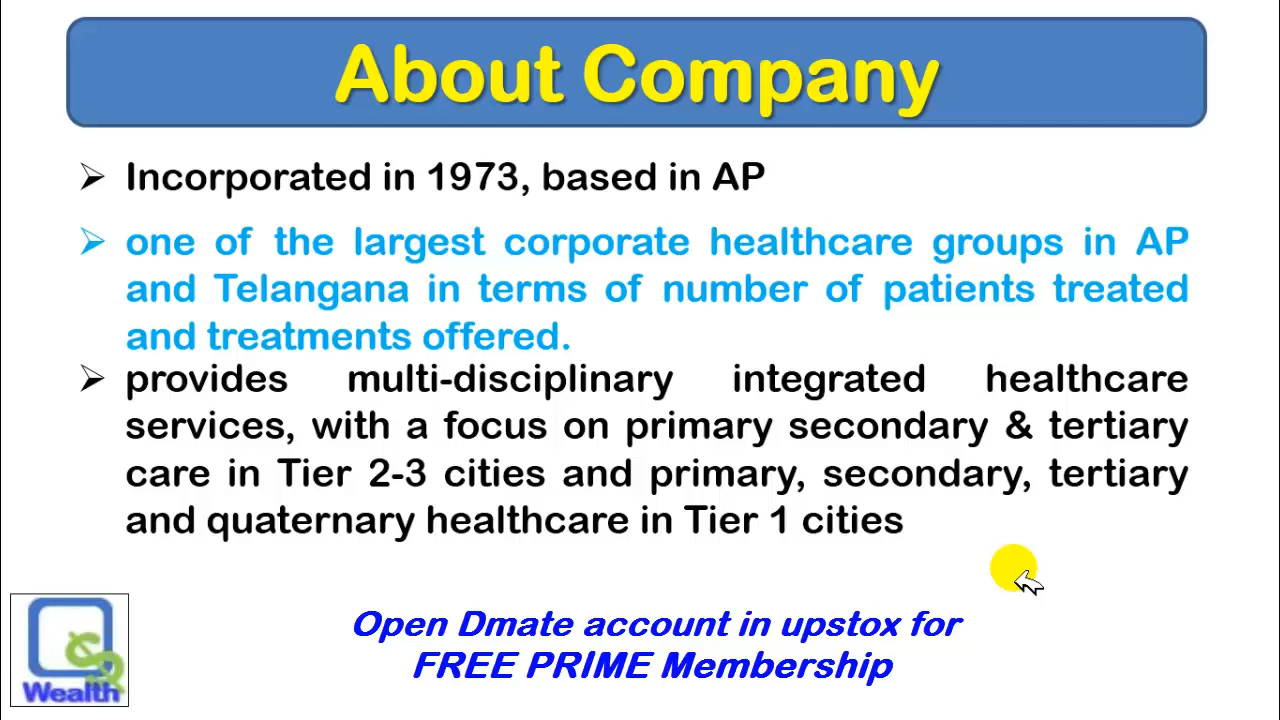 About Company
Incorporated in 1973, based in AP
one of the largest corporate healthcare groups in AP
and Telangana in terms of number of patients treated
and treatments offered.
provides multi-disciplinary integrated healthcare
services, with a focus on primary secondary & tertiary
care in Tier 2-3 cities and primary, secondary, tertiary
and quaternary healthcare in Tier 1 cities
Open Dmate account in upstox for
FREE PRIME Membership
Wealth